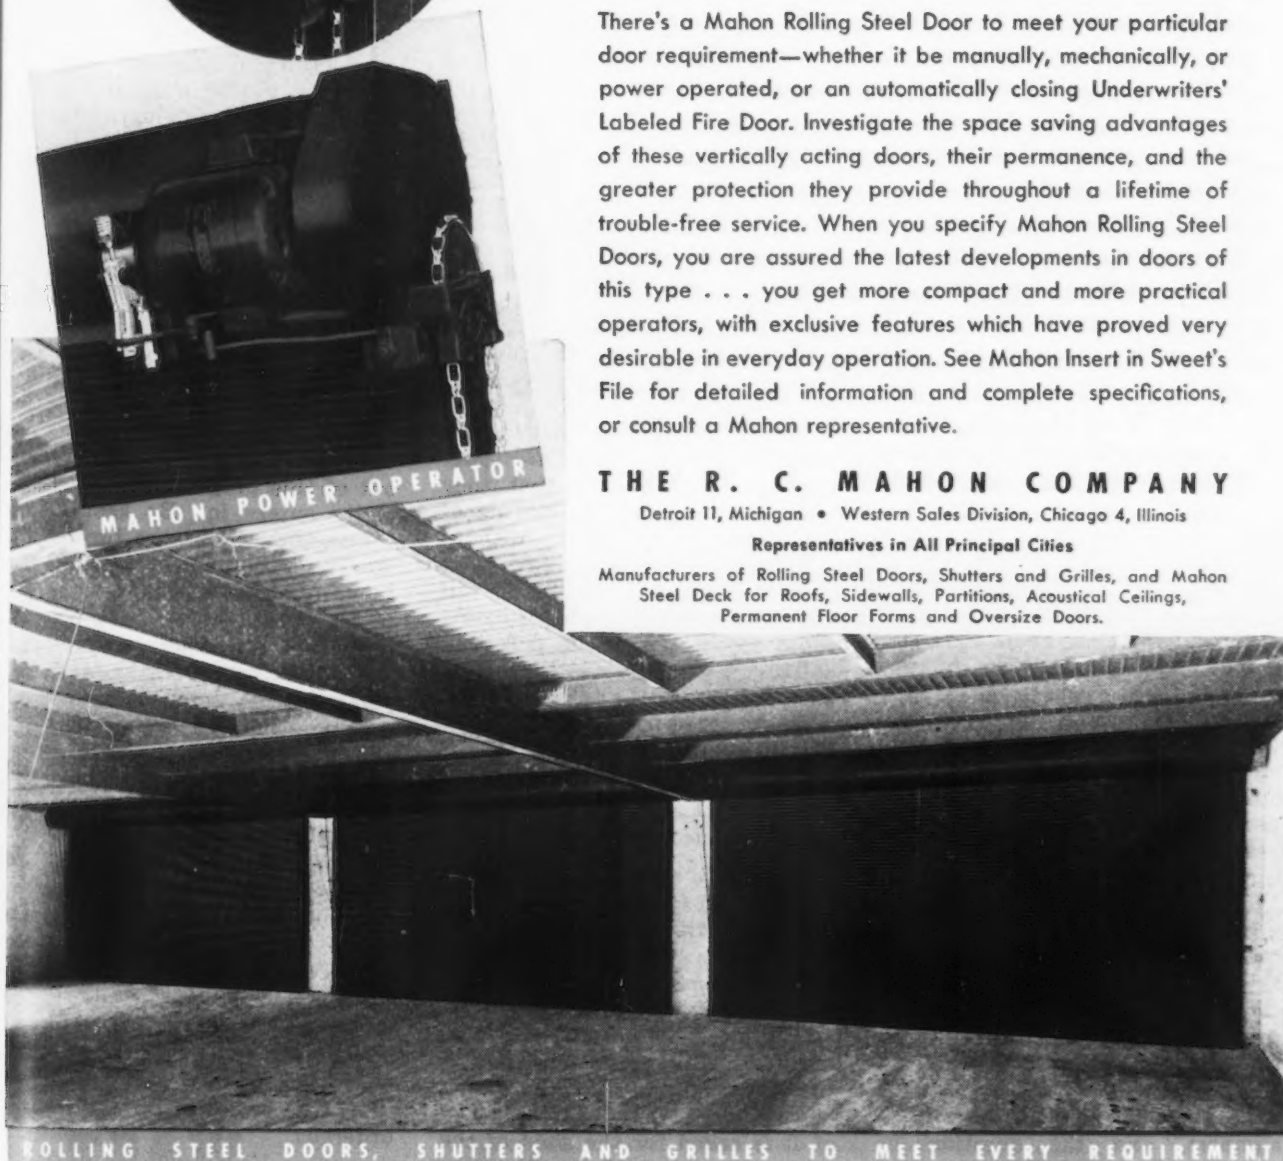 There's a Mahon Rolling Steel Door to meet your particular
door requirement—whether it be manually, mechanically, or
power operated, or an automatically closing Underwriters'
Labeled Fire Door. Investigate the space saving advantages
of these vertically acting doors, their permanence, and the
greater protection they provide throughout a lifetime of
trouble-free service. When you specify Mahon Rolling Steel
Doors, you are assured the latest developments in doors of
this type . . . you get more compact and more practical
operators, with exclusive features which have proved very
desirable in everyday operation. See Mahon Insert in Sweet's
File for detailed information and complete specifications,
or consult a Mahon representative.
MAHON POWER OPERATOR
THE R. C. MAHON COMPANY
Detroit 11, Michigan • Western Sales Division, Chicago 4, Illinois
Representatives in All Principal Cities
Manufacturers of Rolling Steel Doors, Shutters and Grilles, and Mahon
Steel Deck for Roofs, Sidewalls, Partitions, Acoustical Ceilings,
Permanent Floor Forms and Oversize Doors.
ROLLING STEEL DOORS, SHUTTERS AND GRILLES TO MEET EVERY REQUIREMENT